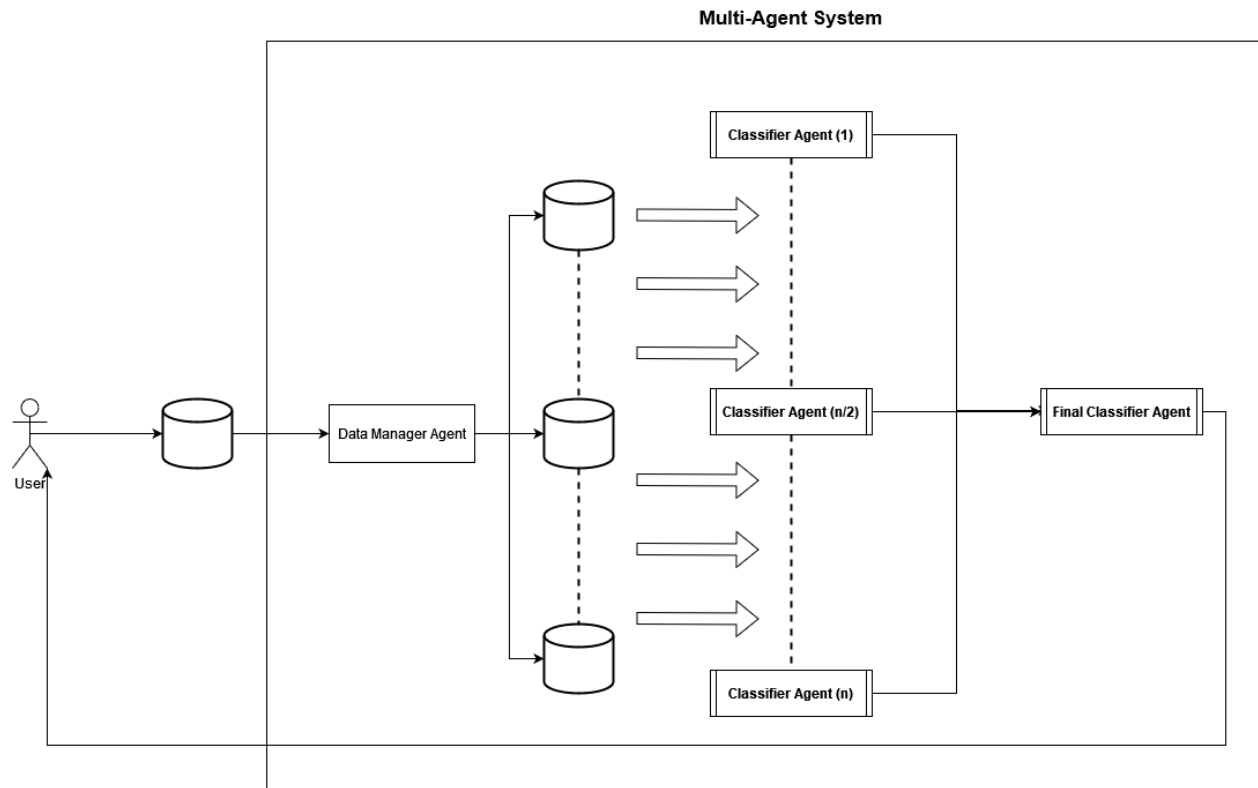 Multi-Agent System
Classifier Agent (1)
User
Data Manager Agent
Classifier Agent (n/2)
Final Classifier Agent
Classifier Agent (n)